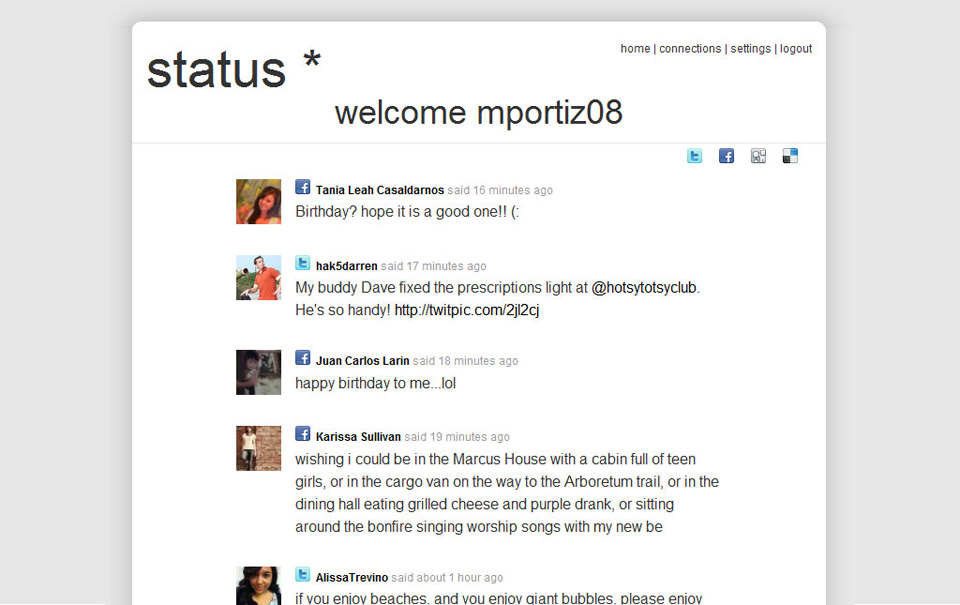 status *
home | connections | settings | logout
welcome mportiz08
Tania Leah Casaldarnos said 16 minutes ago
Birthday? hope it is a good one!! (:
hak5darren said 17 minutes ago
My buddy Dave fixed the prescriptions light at @hotsytotsyclub.
He's so handy! http://twitpic.com/2jl2cj
Juan Carlos Larin said 18 minutes ago
happy birthday to me...lol
Karissa Sullivan said 19 minutes ago
wishing i could be in the Marcus House with a cabin full of teen
girls, or in the cargo van on the way to the Arboretum trail, or in the
dining hall eating grilled cheese and purple drank, or sitting
around the bonfire singing worship songs with my new be
AlissaTrevino said about 1 hour ago
if you enjoy beaches, and you enjoy giant bubbles, please enjoy